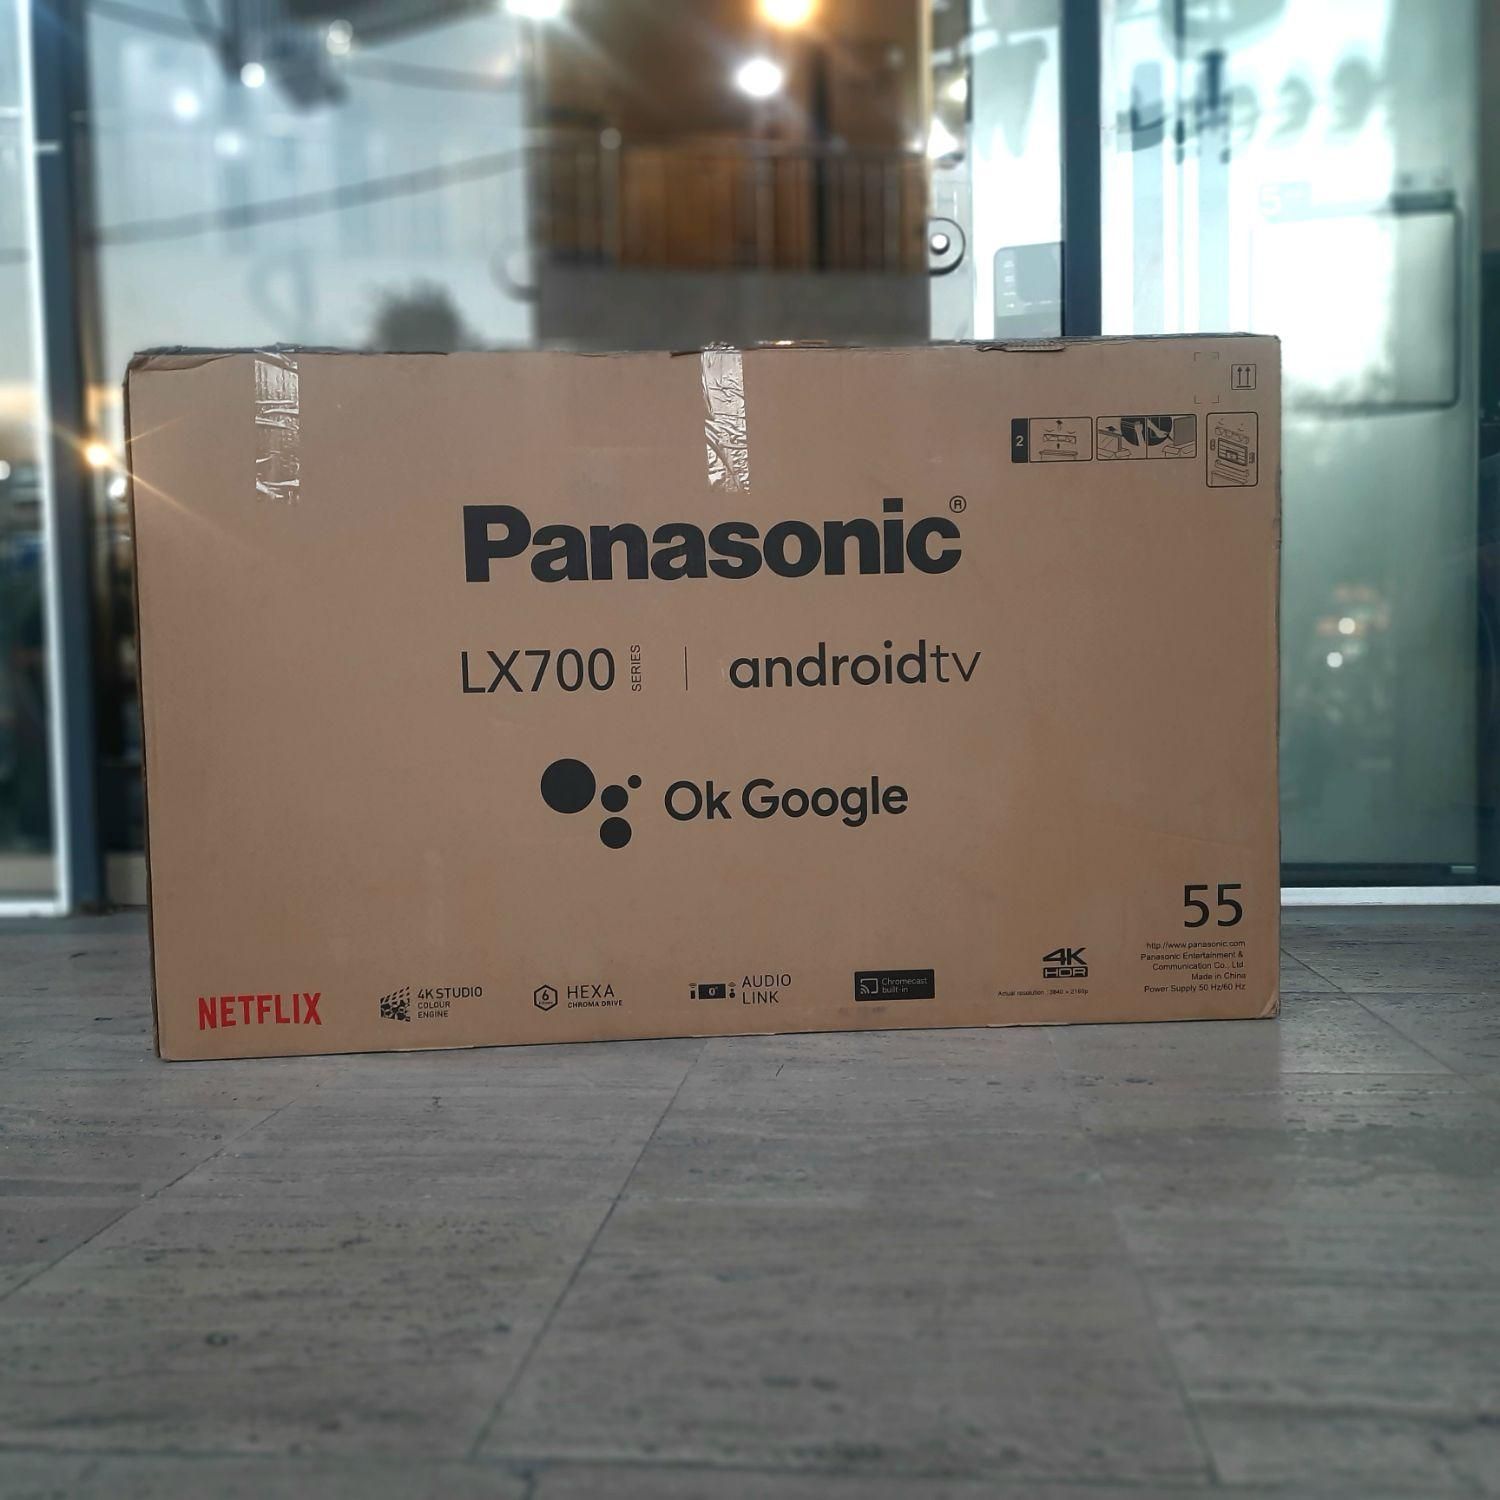 2
Panasonic®
LX700 SERIES | androidtv
Ok Google
55
http://www.panasonic.com
Panasonic Entertainment &
Communication Co., Ltd.
Made in China
Power Supply 50 Hz/60 Hz
4K
HDR
Actual resolution : 3840 × 2160p
NETFLIX
4K STUDIO
COLOUR
ENGINE
6
HEXA
CHROMA DRIVE
AUDIO
LINK
Chromecast
built-in